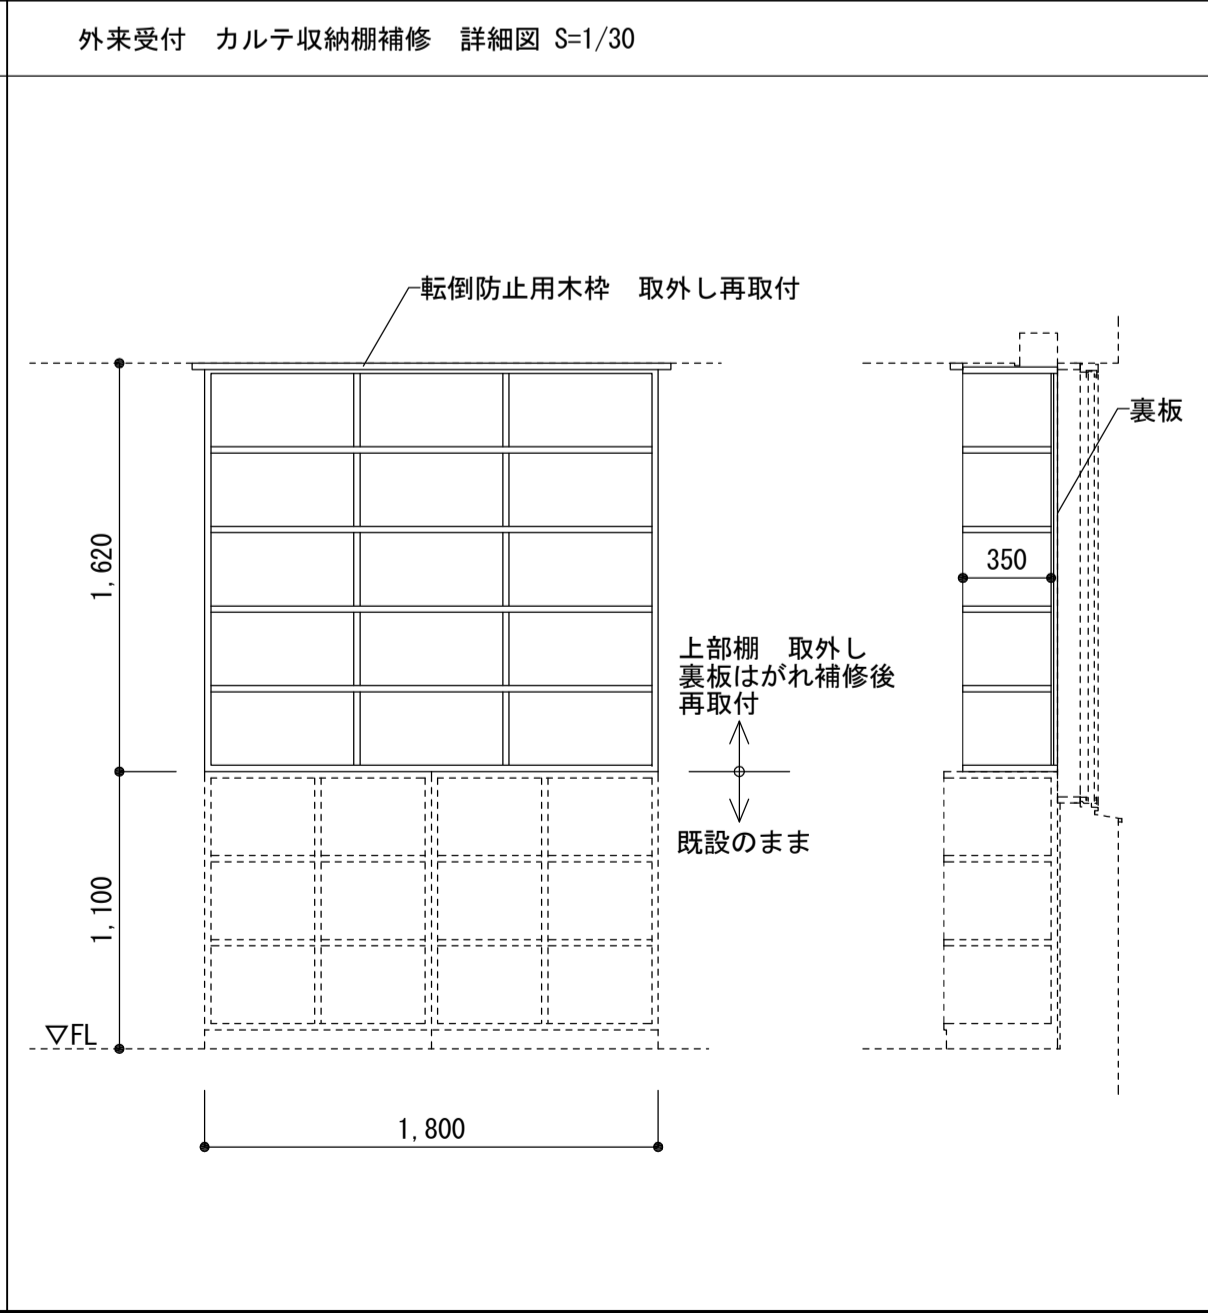 外来受付　カルテ収納棚補修　詳細図 S=1/30
転倒防止用木枠　取外し再取付
裏板
1,620
350
上部棚　取外し
裏板はがれ補修後
再取付
既設のまま
1,100
▽FL
1,800